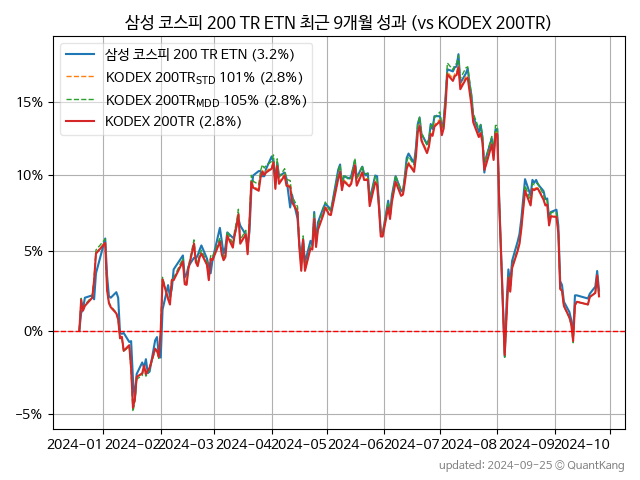 삼성 코스피 200 TR ETN 최근 9개월 성과 (vs KODEX 200TR)
삼성 코스피 200 TR ETN (3.2%)
KODEX 200TR_STD 101% (2.8%)
KODEX 200TR_MDD 105% (2.8%)
KODEX 200TR (2.8%)
15%
10%
5%
0%
−5%
2024-01 2024-02 2024-03 2024-04 2024-05 2024-06 2024-07 2024-08 2024-09 2024-10
updated: 2024-09-25 © QuantKang